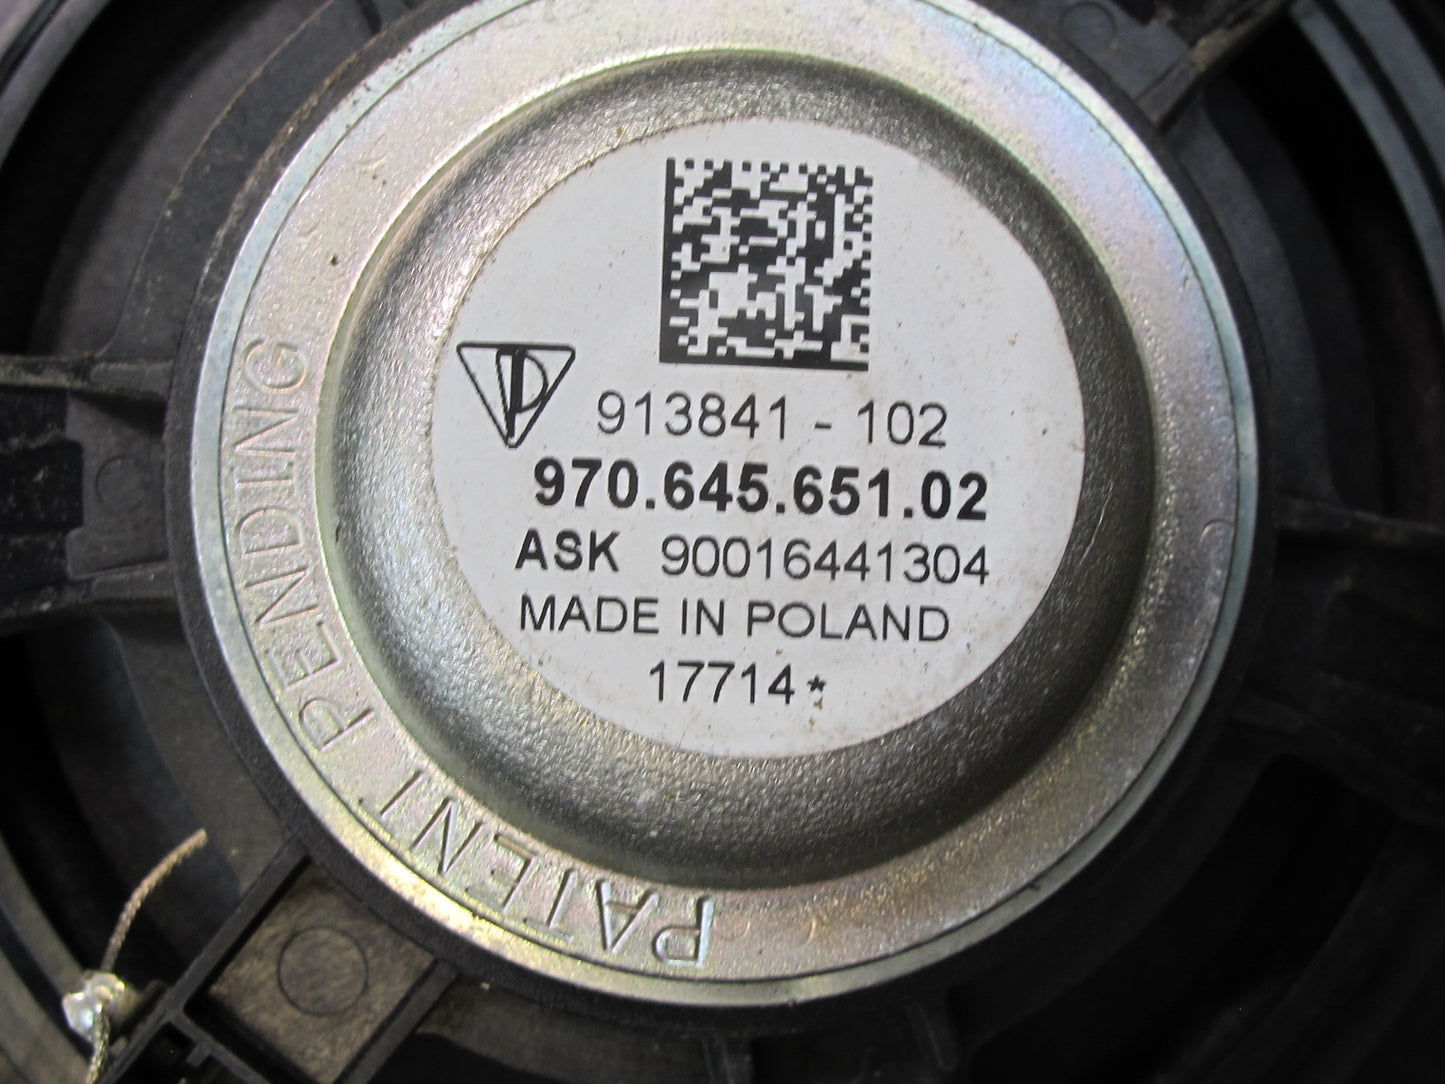 913841 - 102
970.645.651.02
ASK 90016441304
MADE IN POLAND
17714*
PATENT PENDING